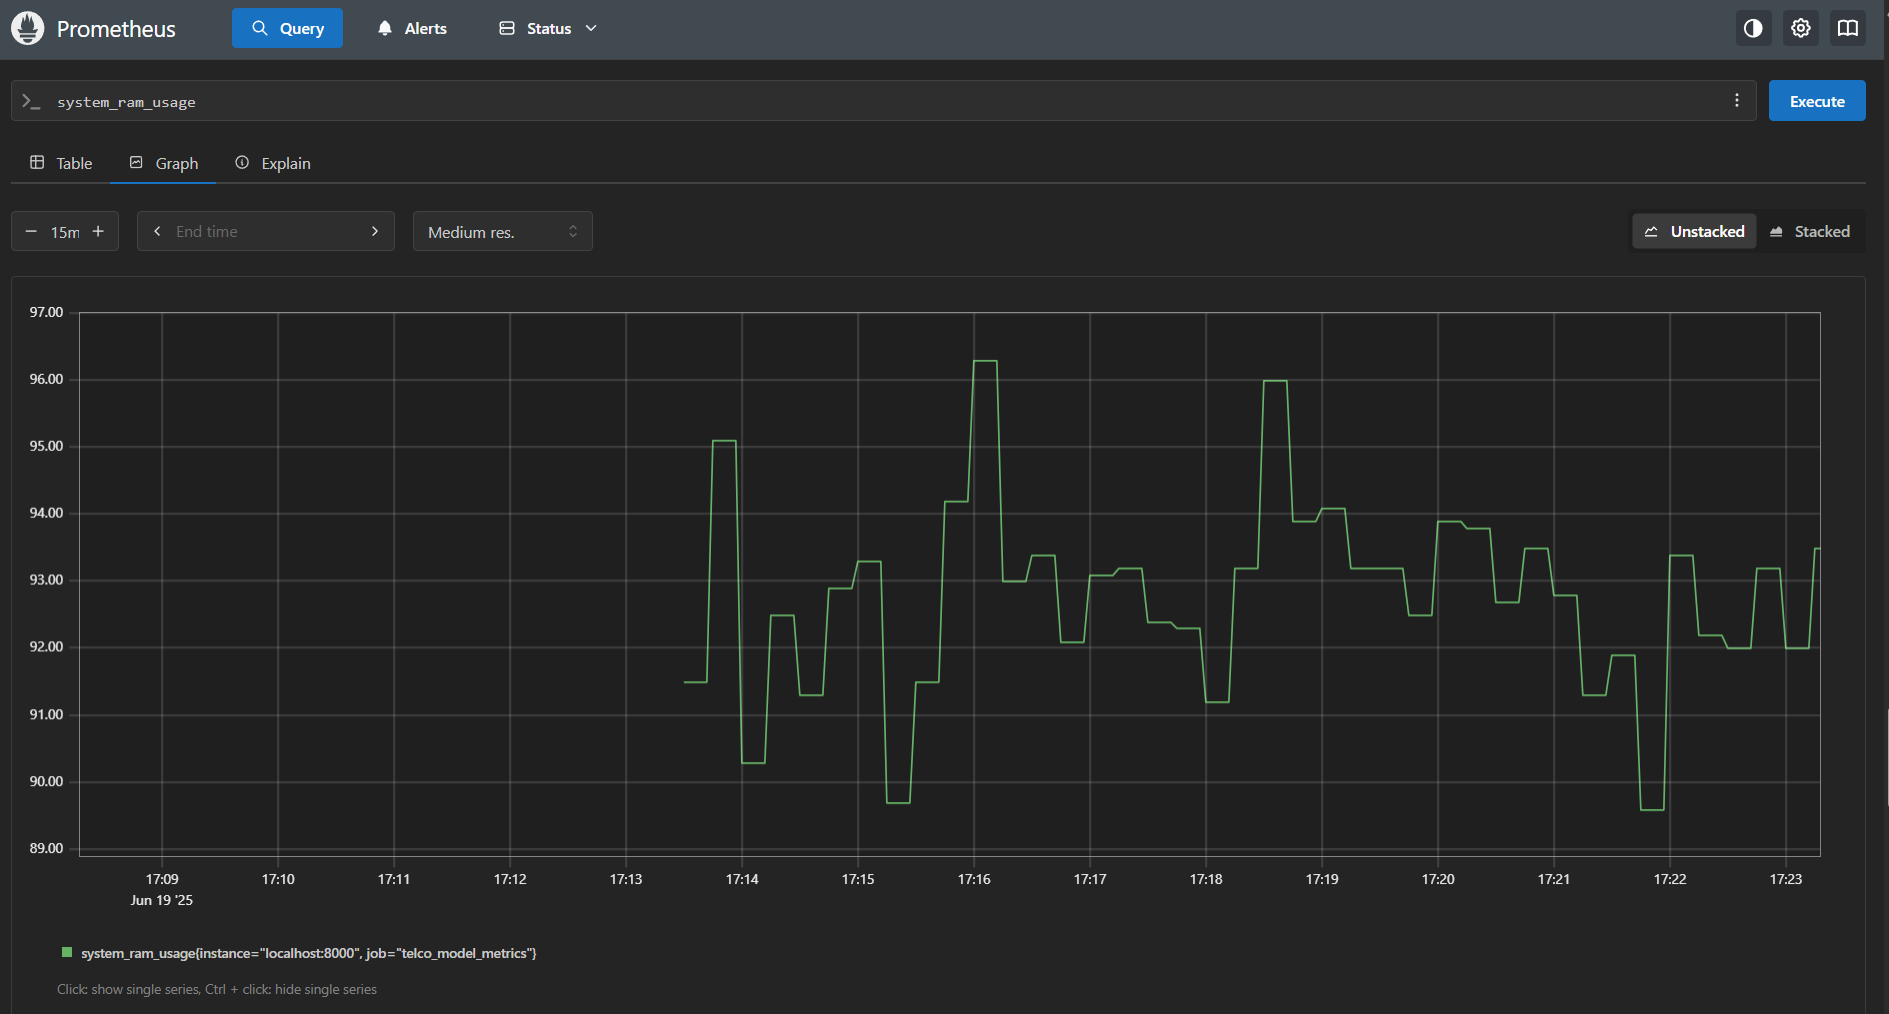 Prometheus Query Alerts Status
system_ram_usage Execute
Table Graph Explain
15m End time Medium res. Unstacked Stacked
97.00
96.00
95.00
94.00
93.00
92.00
91.00
90.00
89.00
17:09 17:10 17:11 17:12 17:13 17:14 17:15 17:16 17:17 17:18 17:19 17:20 17:21 17:22 17:23
Jun 19 '25
system_ram_usage{instance="localhost:8000", job="telco_model_metrics"}
Click: show single series, Ctrl + click: hide single series